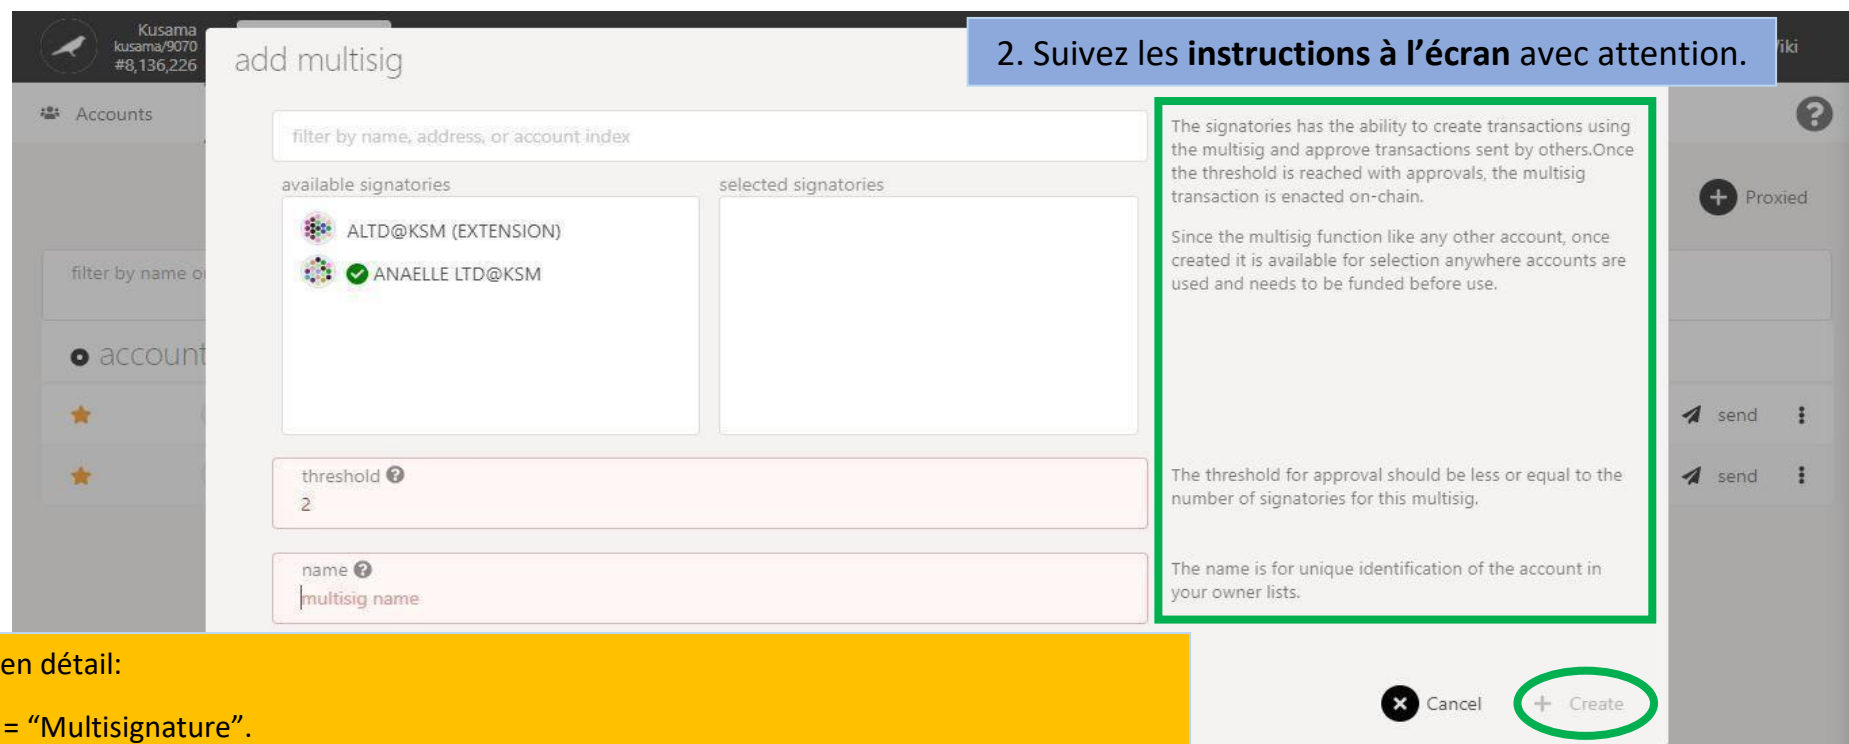 Kusama
kusama/9070
#8,136,226
add multisig
2. Suivez les instructions à l’écran avec attention.
Accounts
filter by name, address, or account index
available signatories
selected signatories
ALTD@KSM (EXTENSION)
ANAELLE LTD@KSM
The signatories has the ability to create transactions using
the multisig and approve transactions sent by others.Once
the threshold is reached with approvals, the multisig
transaction is enacted on-chain.
Since the multisig function like any other account, once
created it is available for selection anywhere accounts are
used and needs to be funded before use.
Proxied
filter by name
send
send
threshold
2
The threshold for approval should be less or equal to the
number of signatories for this multisig.
name
multisig name
The name is for unique identification of the account in
your owner lists.
en détail:
= “Multisignature”.
Cancel
+ Create